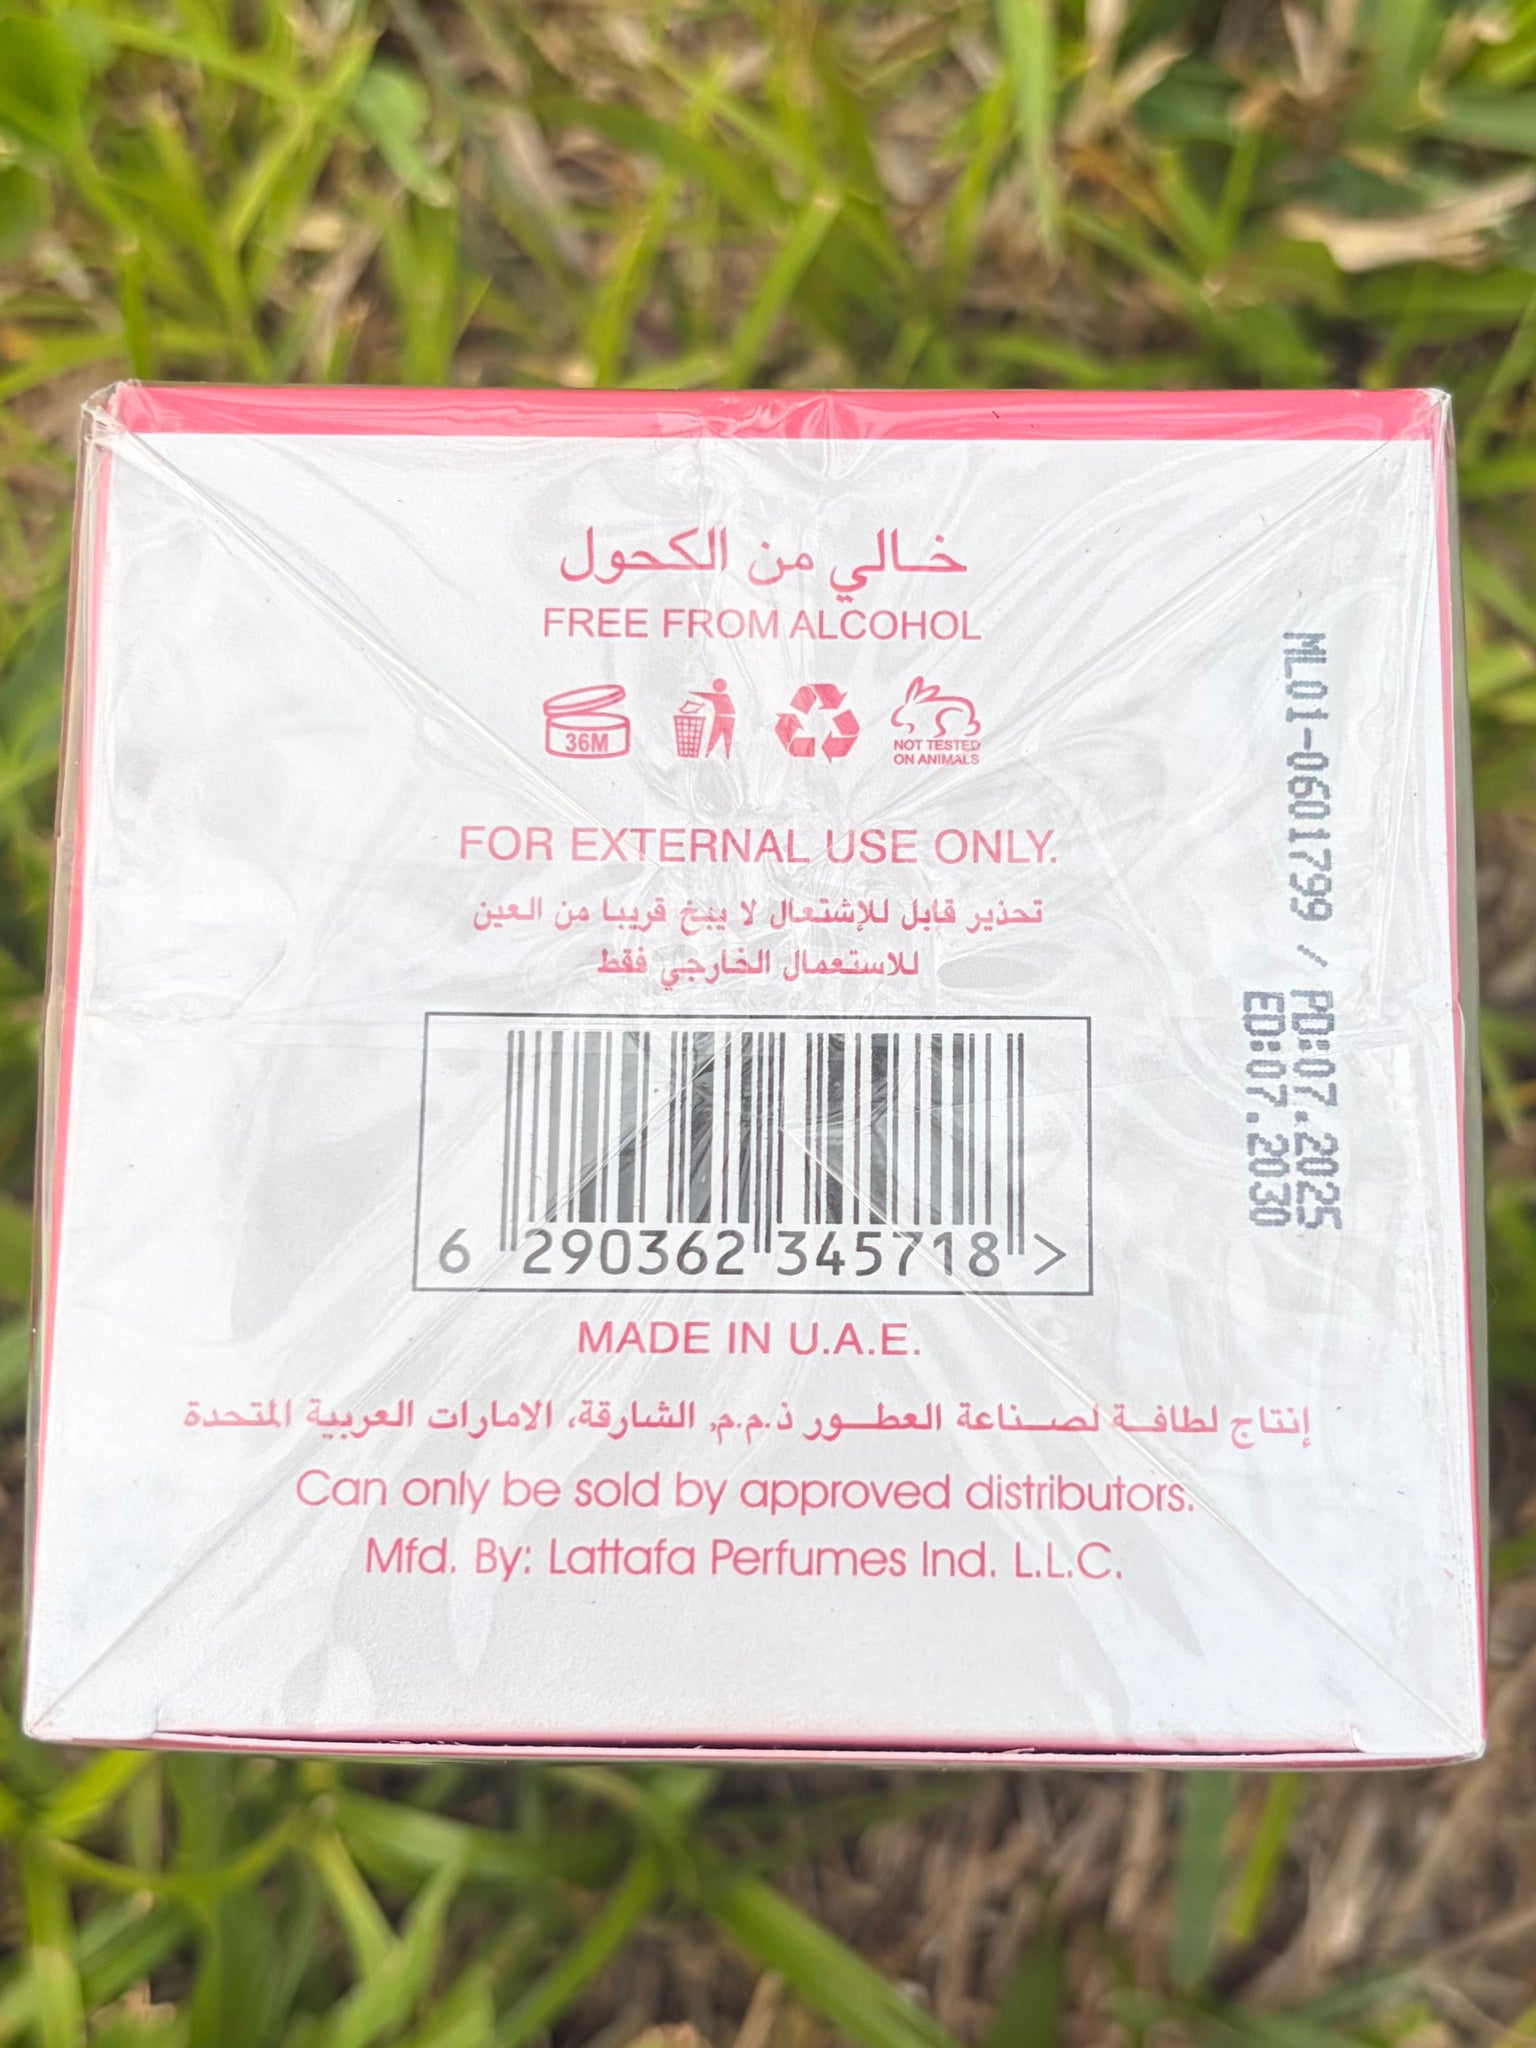 خالي من الكحول
FREE FROM ALCOHOL
36M
NOT TESTED
ON ANIMALS
FOR EXTERNAL USE ONLY.
تحذير قابل للإشتعال لا يبخ قريبا من العين
للاستعمال الخارجي فقط
6 290362 345718 >
MADE IN U.A.E.
إنتاج لطافة لصناعة العطور ذ.م.م, الشارقة، الامارات العربية المتحدة
Can only be sold by approved distributors.
Mfd. By: Lattafa Perfumes Ind. L.L.C.
ML01-0601799 / PD:07.2025
ED:07.2030